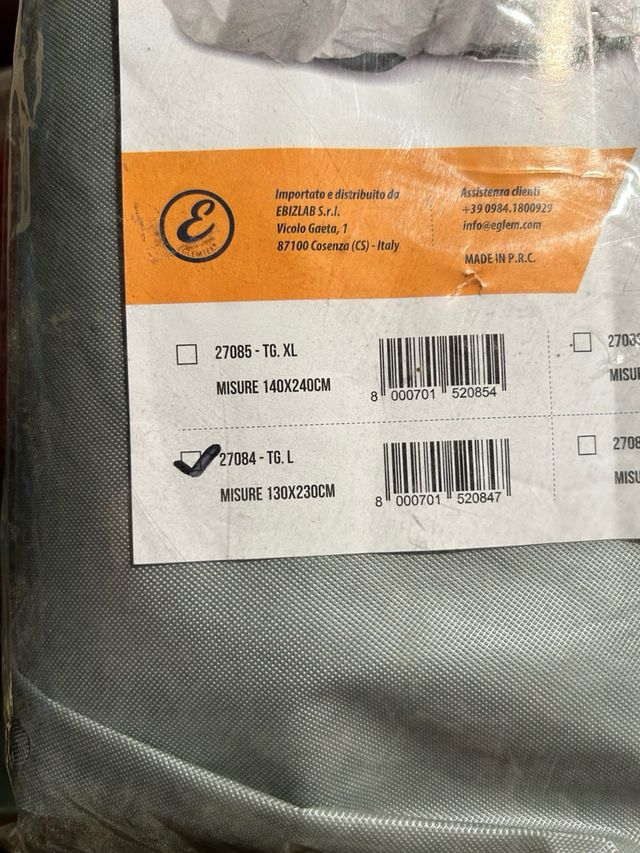 E
EGLEMTEK®
Importato e distribuito da
EBIZLAB S.r.l.
Vicolo Gaeta, 1
87100 Cosenza (CS) - Italy
Assistenza clienti
+39 0984.1800929
info@eglem.com
MADE IN P.R.C.
27085 - TG. XL
MISURE 140X240CM
8 000701 520854
27084 - TG. L
MISURE 130X230CM
8 000701 520847